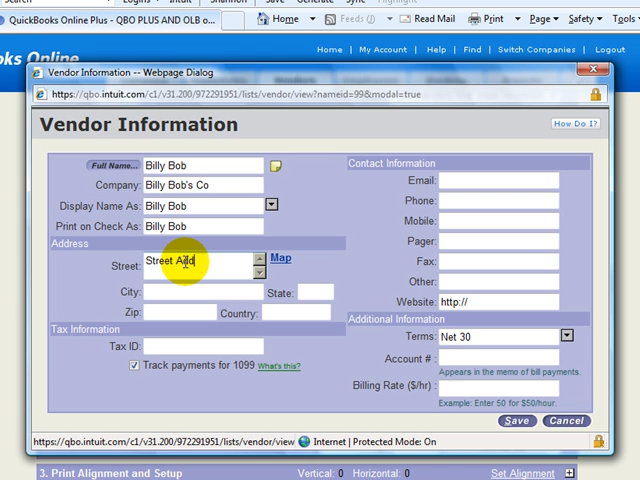 QuickBooks Online Plus - QBO PLUS AND OLB o...
Home Feeds (J) Read Mail Print Page Safety Tools
Home | My Account | Help | Find | Switch Companies | Logout
Vendor Information -- Webpage Dialog
https://qbo.intuit.com/c1/v31.200/972291951/lists/vendor/view?nameid=99&modal=true
Vendor Information
How Do I?
Full Name... Billy Bob
Company: Billy Bob's Co
Display Name As: Billy Bob
Print on Check As: Billy Bob
Address
Street: Street Add
Map
City: State:
Zip: Country:
Tax Information
Tax ID:
Track payments for 1099 What's this?
Contact Information
Email:
Phone:
Mobile:
Pager:
Fax:
Other:
Website: http://
Additional Information
Terms: Net 30
Account # :
Appears in the memo of bill payments.
Billing Rate ($/hr) :
Example: Enter 50 for $50/hour.
Save Cancel
https://qbo.intuit.com/c1/v31.200/972291951/lists/vendor/view Internet | Protected Mode: On
3. Print Alignment and Setup Vertical: 0 Horizontal: 0 Set Alignment